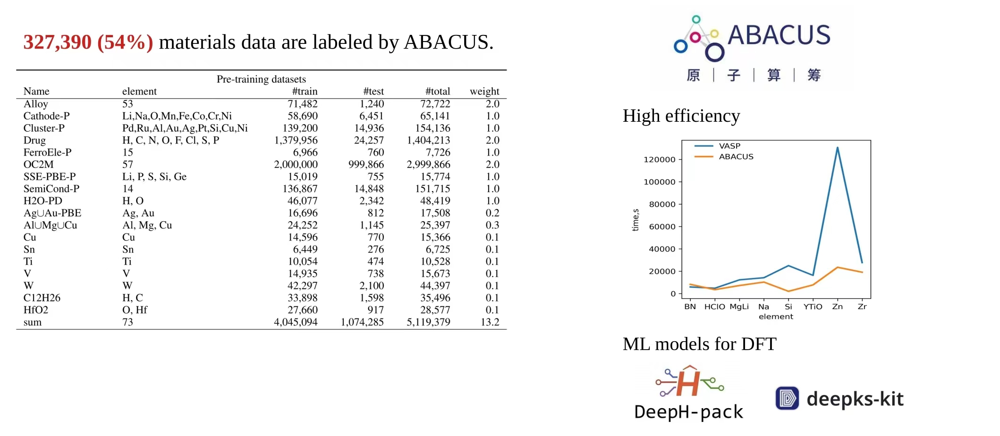 327,390 (54%) materials data are labeled by ABACUS.
Pre-training datasets
Name element #train #test #total weight
Alloy 53 71,482 1,240 72,722 2.0
Cathode-P Li,Na,O,Mn,Fe,Co,Cr,Ni 58,690 6,451 65,141 1.0
Cluster-P Pd,Ru,Al,Au,Ag,Pt,Si,Cu,Ni 139,200 14,936 154,136 1.0
Drug H, C, N, O, F, Cl, S, P 1,379,956 24,257 1,404,213 2.0
FerroEle-P 15 6,966 760 7,726 1.0
OC2M 57 2,000,000 999,866 2,999,866 2.0
SSE-PBE-P Li, P, S, Si, Ge 15,019 755 15,774 1.0
SemiCond-P 14 136,867 14,848 151,715 1.0
H2O-PD H, O 46,077 2,342 48,419 1.0
Ag∪Au-PBE Ag, Au 16,696 812 17,508 0.2
Al∪Mg∪Cu Al, Mg, Cu 24,252 1,145 25,397 0.3
Cu Cu 14,596 770 15,366 0.1
Sn Sn 6,449 276 6,725 0.1
Ti Ti 10,054 474 10,528 0.1
V V 14,935 738 15,673 0.1
W W 42,297 2,100 44,397 0.1
C12H26 H, C 33,898 1,598 35,496 0.1
HfO2 O, Hf 27,660 917 28,577 0.1
sum 73 4,045,094 1,074,285 5,119,379 13.2
ABACUS
原 | 子 | 算 | 筹
High efficiency
VASP
ABACUS
120000
100000
80000
60000
40000
20000
0
time,s
BN HClO MgLi Na Si YTiO Zn Zr
element
ML models for DFT
H
DeepH-pack
deepks-kit